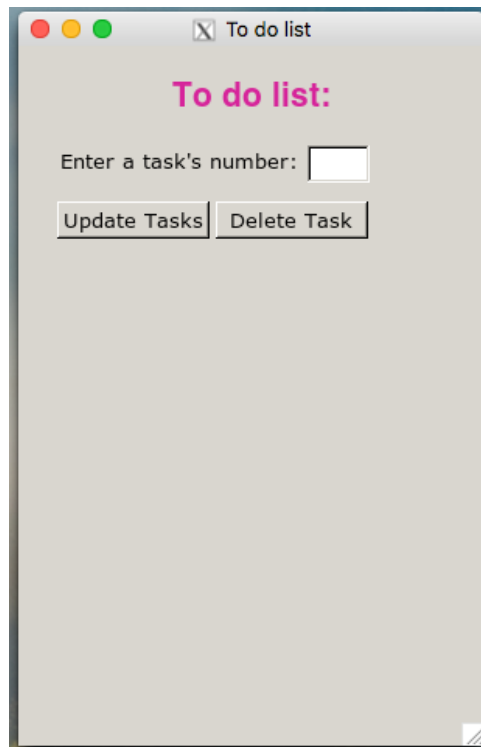 To do list
To do list:
Enter a task's number:
Update Tasks Delete Task